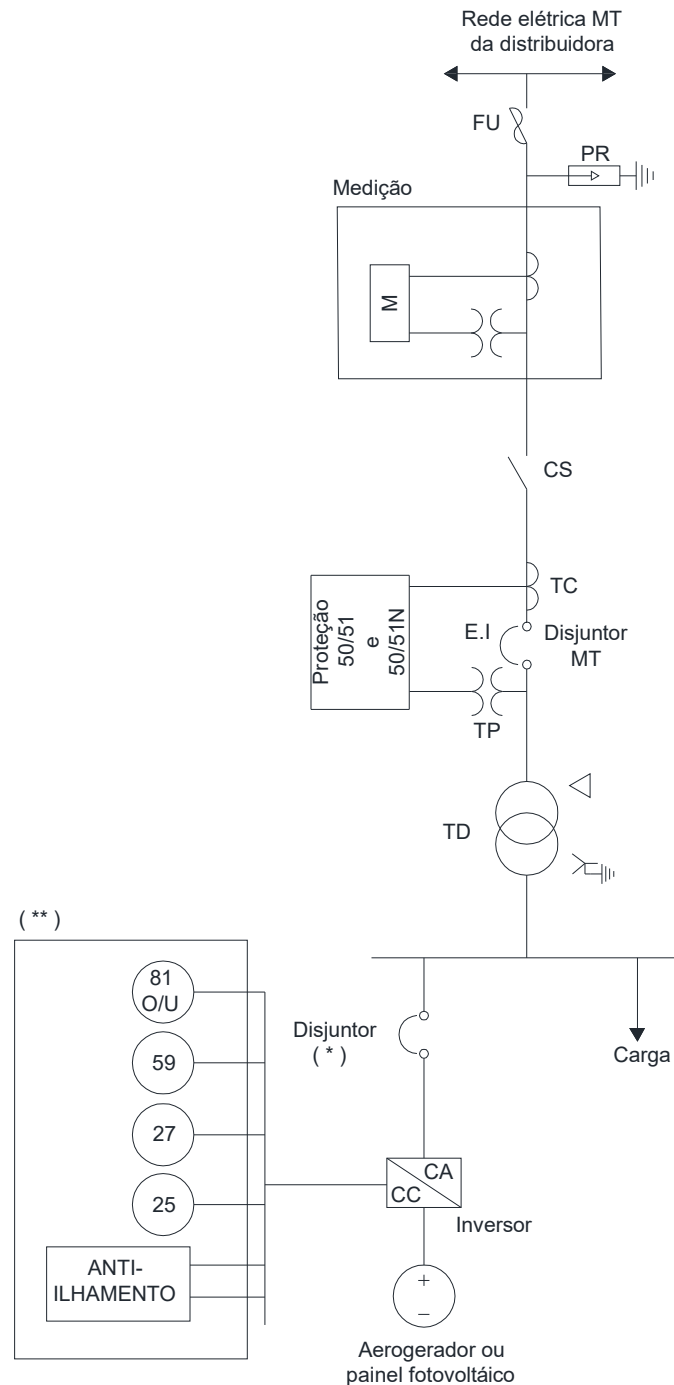 Rede elétrica MT
da distribuidora
FU
PR
Medição
M
CS
TC
Proteção
50/51
e
50/51N
E.I
Disjuntor
MT
TP
TD
( ** )
81
O/U
59
27
25
ANTI-
ILHAMENTO
Disjuntor
( * )
Carga
CA
CC
Inversor
+
–
Aerogerador ou
painel fotovoltáico